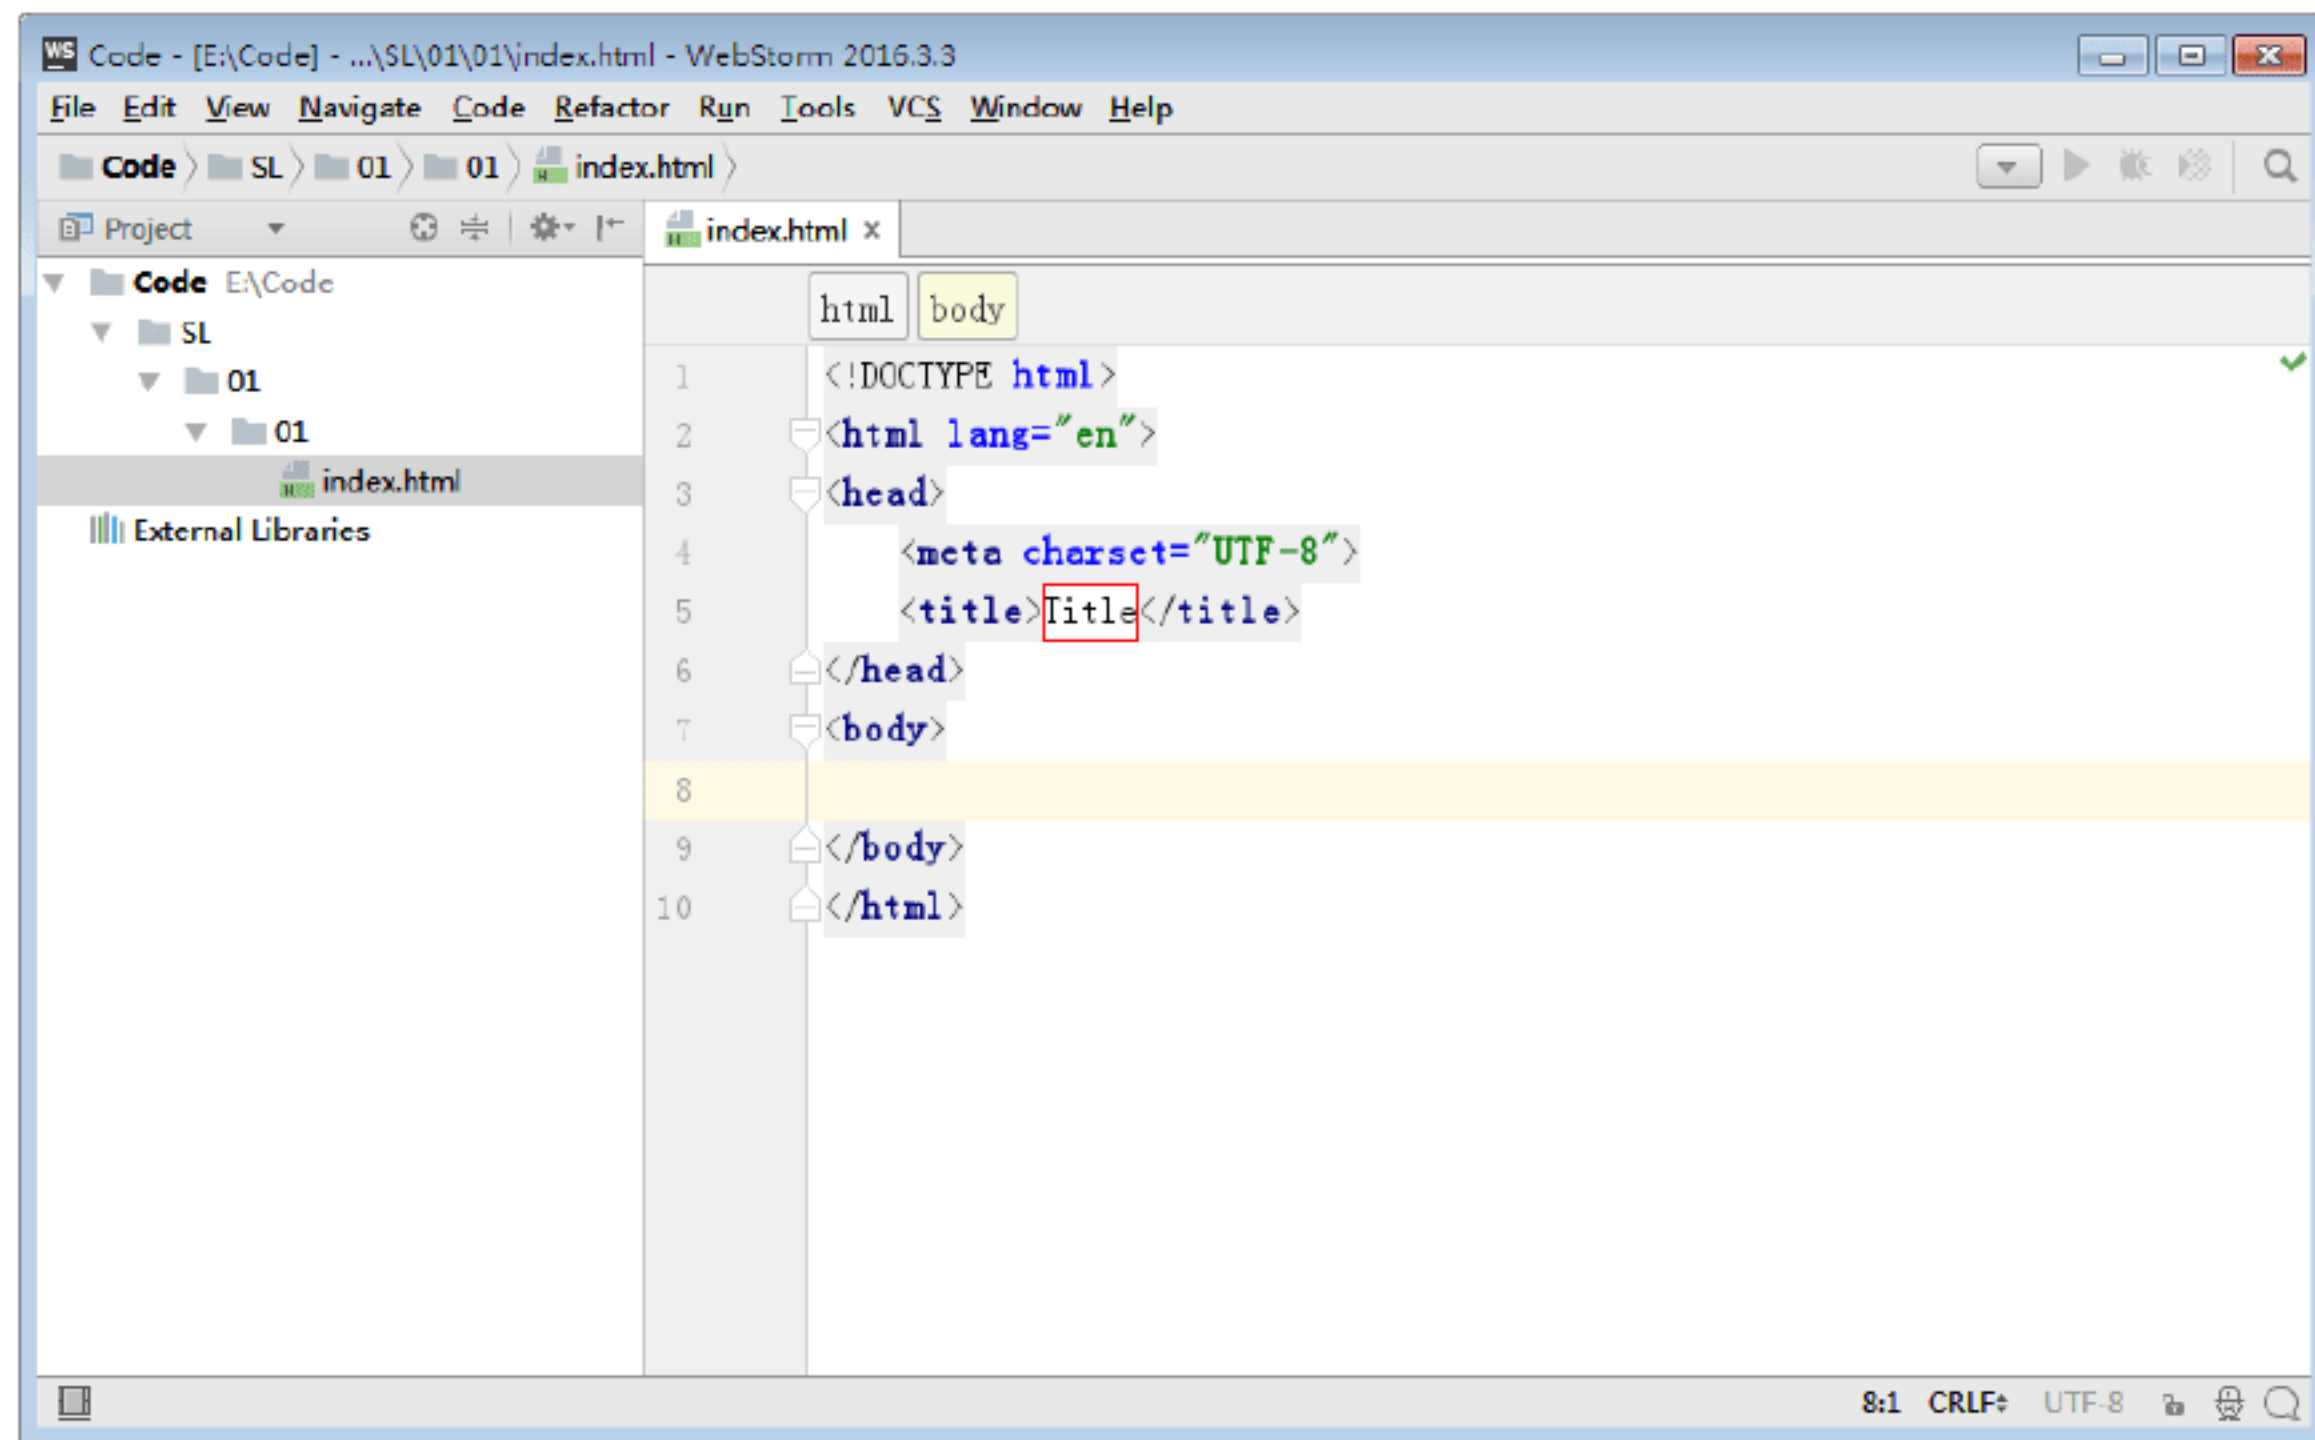 WS Code - [E:\Code] - ...\SL\01\01\index.html - WebStorm 2016.3.3
File Edit View Navigate Code Refactor Run Tools VCS Window Help
Code SL 01 01 index.html
Project
index.html
Code E:\Code
SL
01
01
index.html
External Libraries
html body
1 <!DOCTYPE html>
2 <html lang="en">
3 <head>
4 <meta charset="UTF-8">
5 <title>Title</title>
6 </head>
7 <body>
8
9 </body>
10 </html>
8:1 CRLF UTF-8